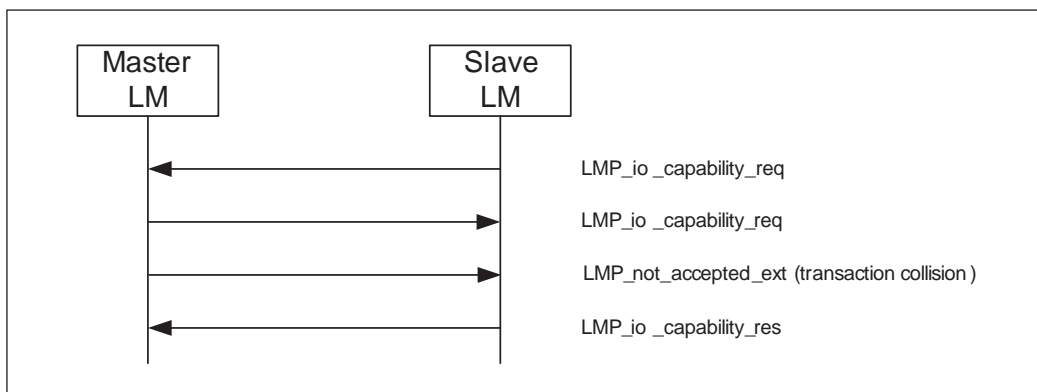 Master
LM
Slave
LM
LMP_io _capability_req
LMP_io _capability_req
LMP_not_accepted_ext (transaction collision )
LMP_io _capability_res